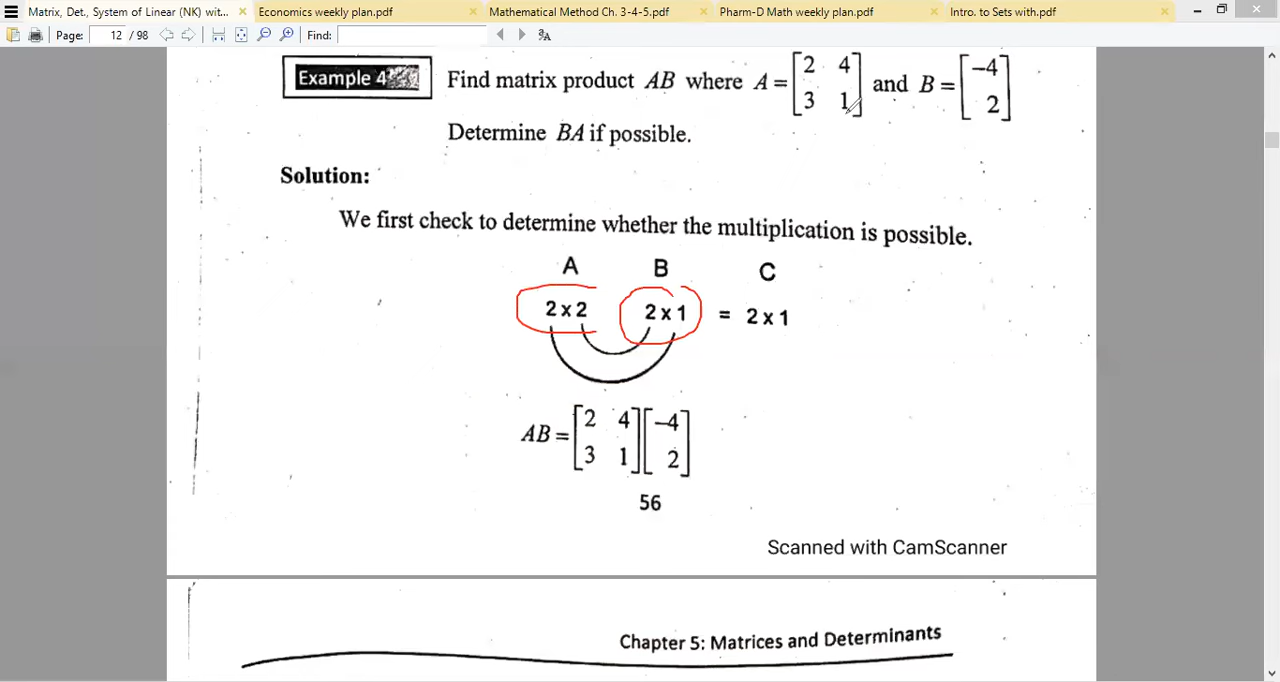 Matrix, Det., System of Linear (NK) wit... × Economics weekly plan.pdf × Mathematical Method Ch. 3-4-5.pdf × Pharm-D Math weekly plan.pdf × Intro. to Sets with.pdf ×
Page: 12 / 98 Find:
Example 4 Find matrix product AB where A = [2 4 and B = [-4
3 1] 2]
Determine BA if possible.
Solution:
We first check to determine whether the multiplication is possible.
A B C
2 x 2 2 x 1 = 2 x 1
AB = [2 4] [-4]
[3 1] [2]
56
Scanned with CamScanner
Chapter 5: Matrices and Determinants